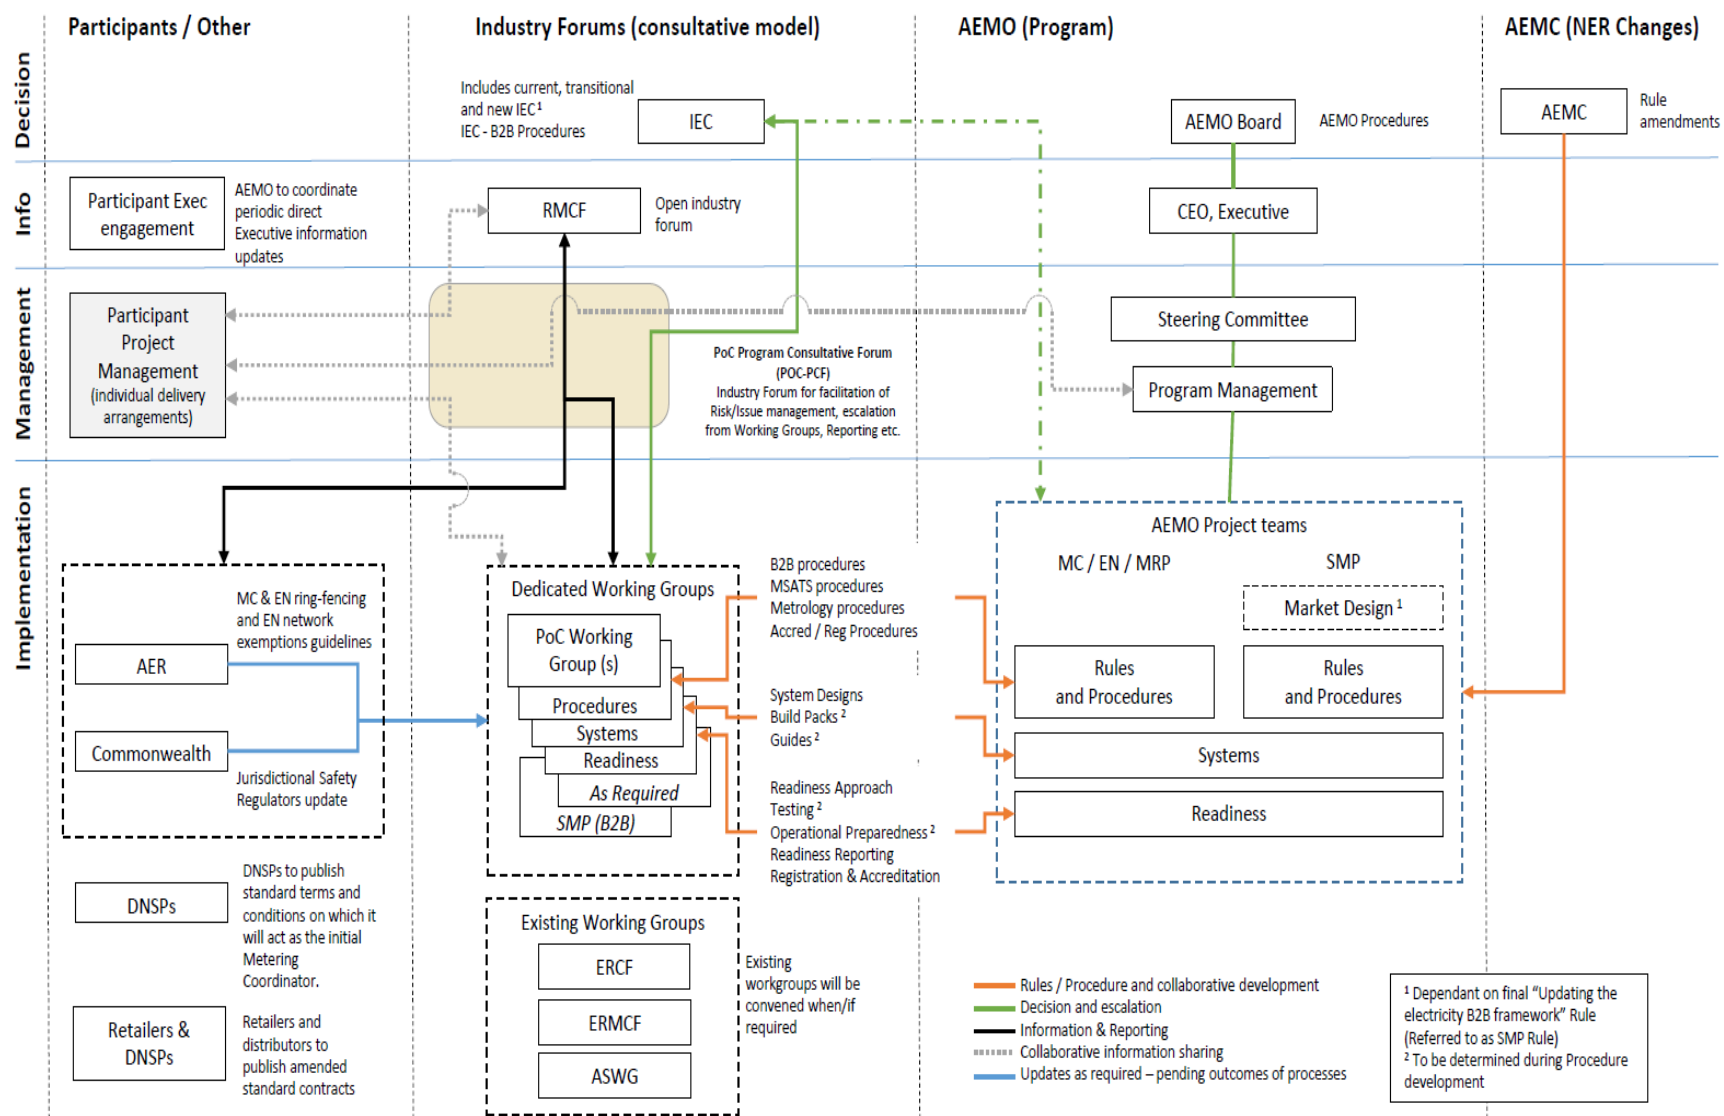 Participants / Other
Industry Forums (consultative model)
AEMO (Program)
AEMC (NER Changes)
Decision
Includes current, transitional
and new IEC ¹
IEC - B2B Procedures
IEC
AEMO Board
AEMO Procedures
AEMC
Rule
amendments
Info
Participant Exec
engagement
AEMO to coordinate
periodic direct
Executive information
updates
RMCF
Open industry
forum
CEO, Executive
Management
Participant
Project
Management
(individual delivery
arrangements)
PoC Program Consultative Forum
(POC-PCF)
Industry Forum for facilitation of
Risk/Issue management, escalation
from Working Groups, Reporting etc.
Steering Committee
Program Management
Implementation
MC & EN ring-fencing
and EN network
exemptions guidelines
AER
Commonwealth
Jurisdictional Safety
Regulators update
DNSPs
DNSPs to publish
standard terms and
conditions on which it
will act as the initial
Metering
Coordinator.
Retailers &
DNSPs
Retailers and
distributors to
publish amended
standard contracts
Dedicated Working Groups
PoC Working
Group (s)
Procedures
Systems
Readiness
As Required
SMP (B2B)
Existing Working Groups
ERCF
ERMCF
ASWG
Existing
workgroups will be
convened when/if
required
B2B procedures
MSATS procedures
Metrology procedures
Accred / Reg Procedures
System Designs
Build Packs ²
Guides ²
Readiness Approach
Testing ²
Operational Preparedness ²
Readiness Reporting
Registration & Accreditation
AEMO Project teams
MC / EN / MRP
SMP
Market Design ¹
Rules
and Procedures
Rules
and Procedures
Systems
Readiness
Rules / Procedure and collaborative development
Decision and escalation
Information & Reporting
Collaborative information sharing
Updates as required – pending outcomes of processes
¹ Dependant on final “Updating the
electricity B2B framework” Rule
(Referred to as SMP Rule)
² To be determined during Procedure
development